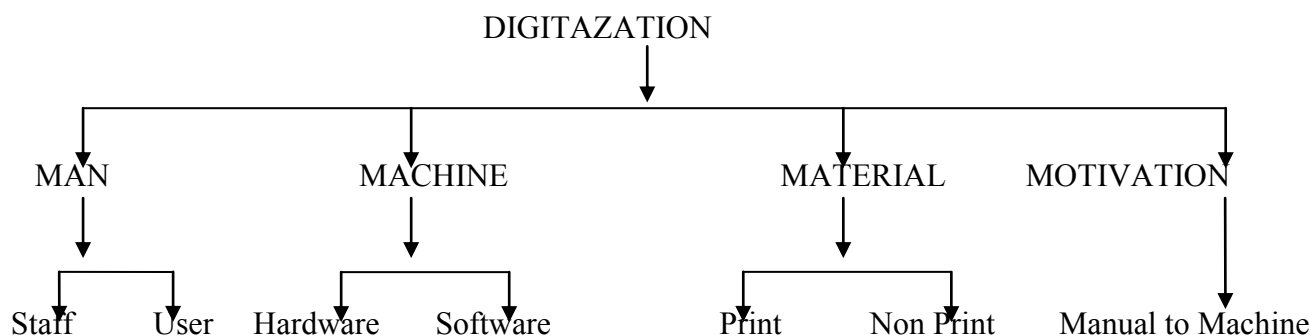 DIGITAZATION
MAN MACHINE MATERIAL MOTIVATION
Staff User Hardware Software Print Non Print Manual to Machine